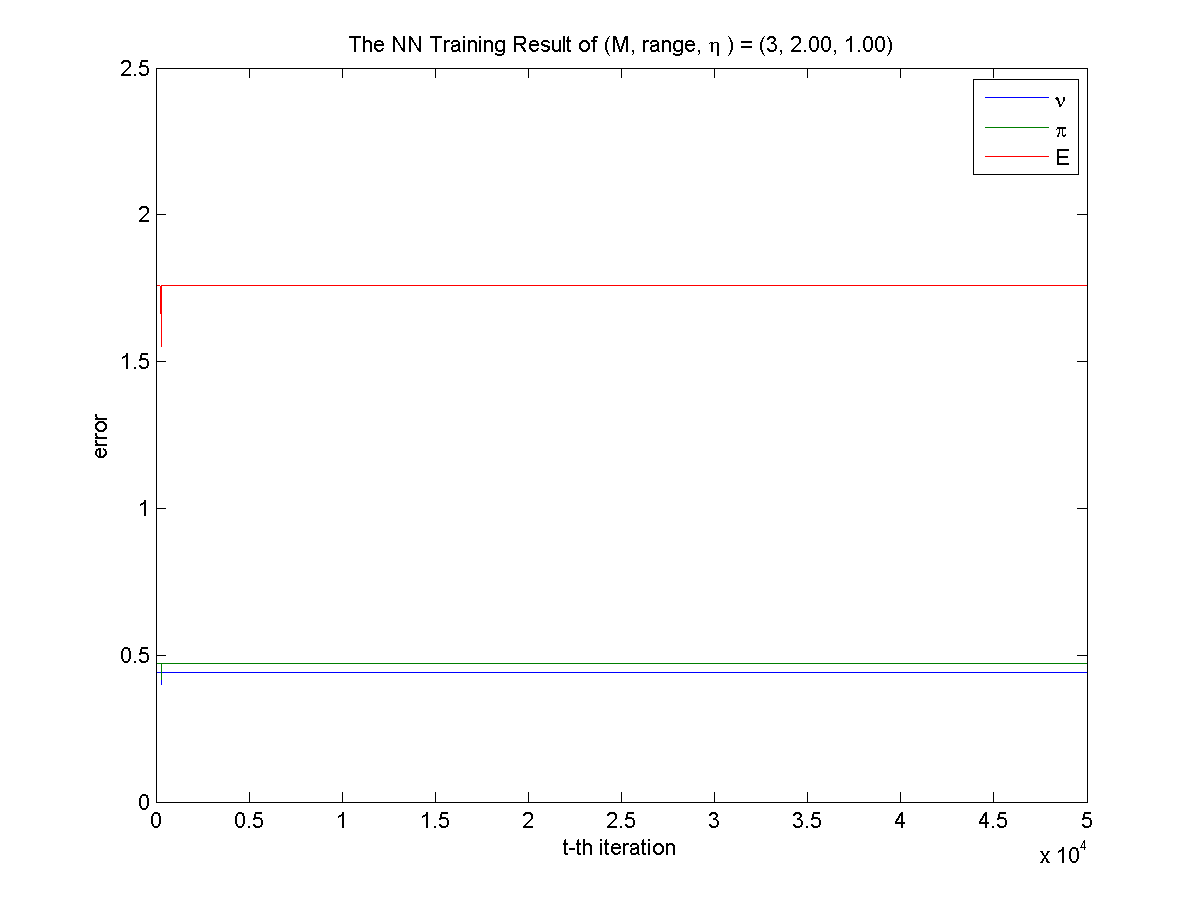 The NN Training Result of (M, range, η ) = (3, 2.00, 1.00)
2.5
ν
π
E
2
1.5
error
1
0.5
0
0 0.5 1 1.5 2 2.5 3 3.5 4 4.5 5
t-th iteration
x 10^4